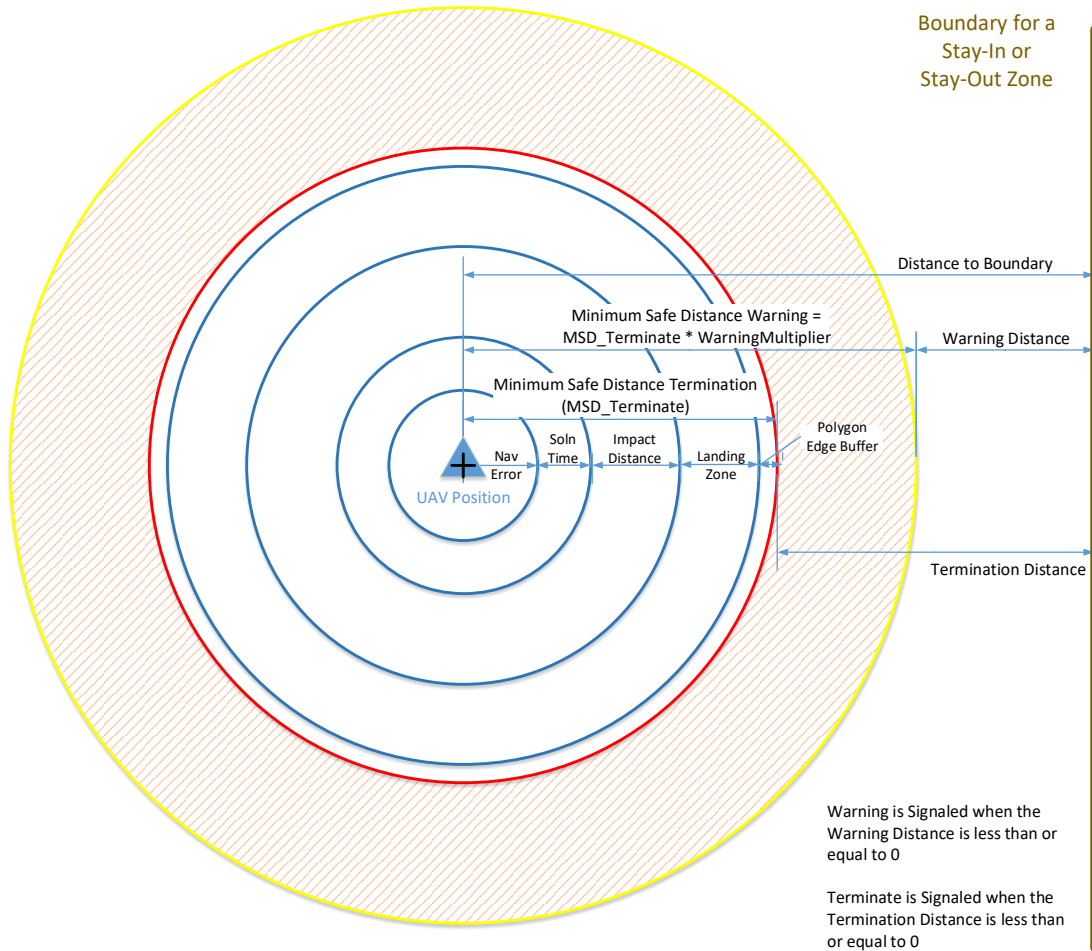 Boundary for a
Stay-In or
Stay-Out Zone
Distance to Boundary
Minimum Safe Distance Warning =
MSD_Terminate * WarningMultiplier
Warning Distance
Minimum Safe Distance Termination
(MSD_Terminate)
Polygon
Edge Buffer
Nav
Error
Soln
Time
Impact
Distance
Landing
Zone
UAV Position
Termination Distance
Warning is Signaled when the
Warning Distance is less than or
equal to 0
Terminate is Signaled when the
Termination Distance is less than
or equal to 0